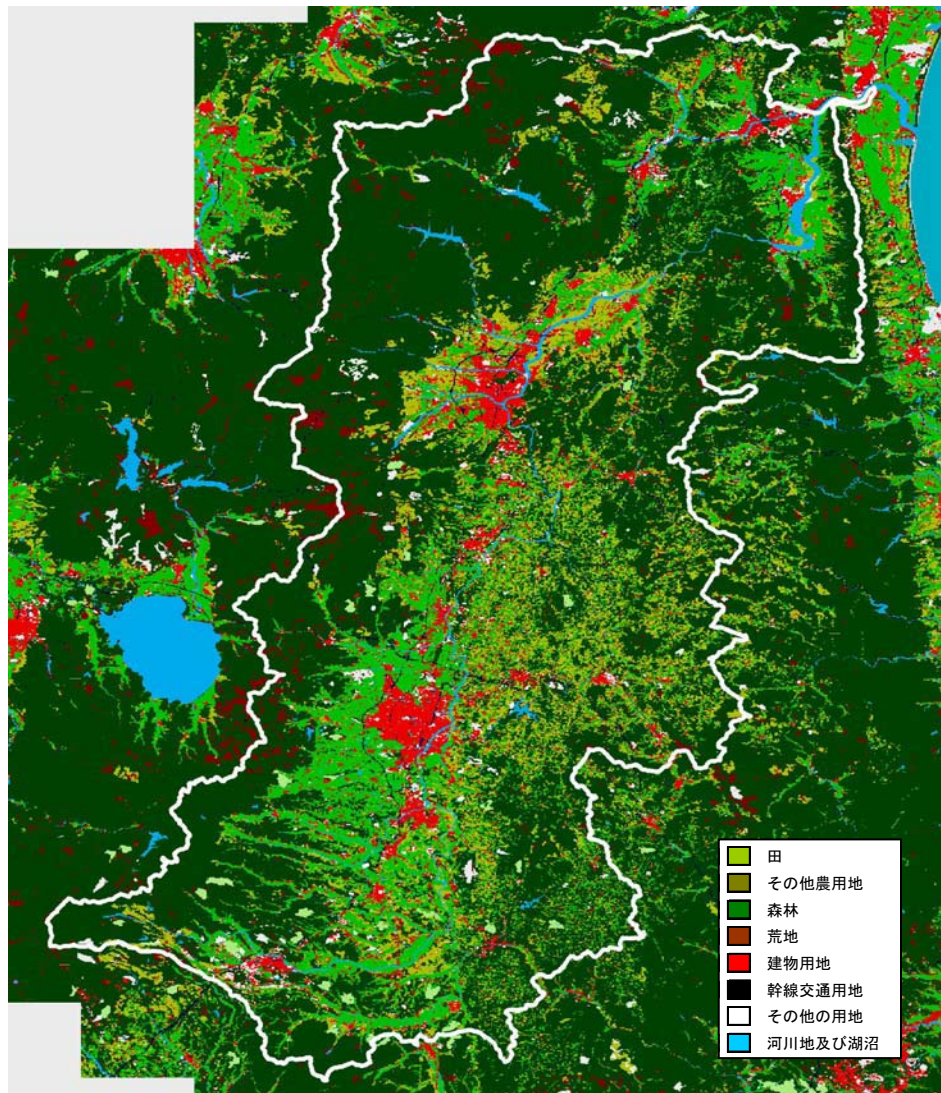 田
その他農用地
森林
荒地
建物用地
幹線交通用地
その他の用地
河川地及び湖沼